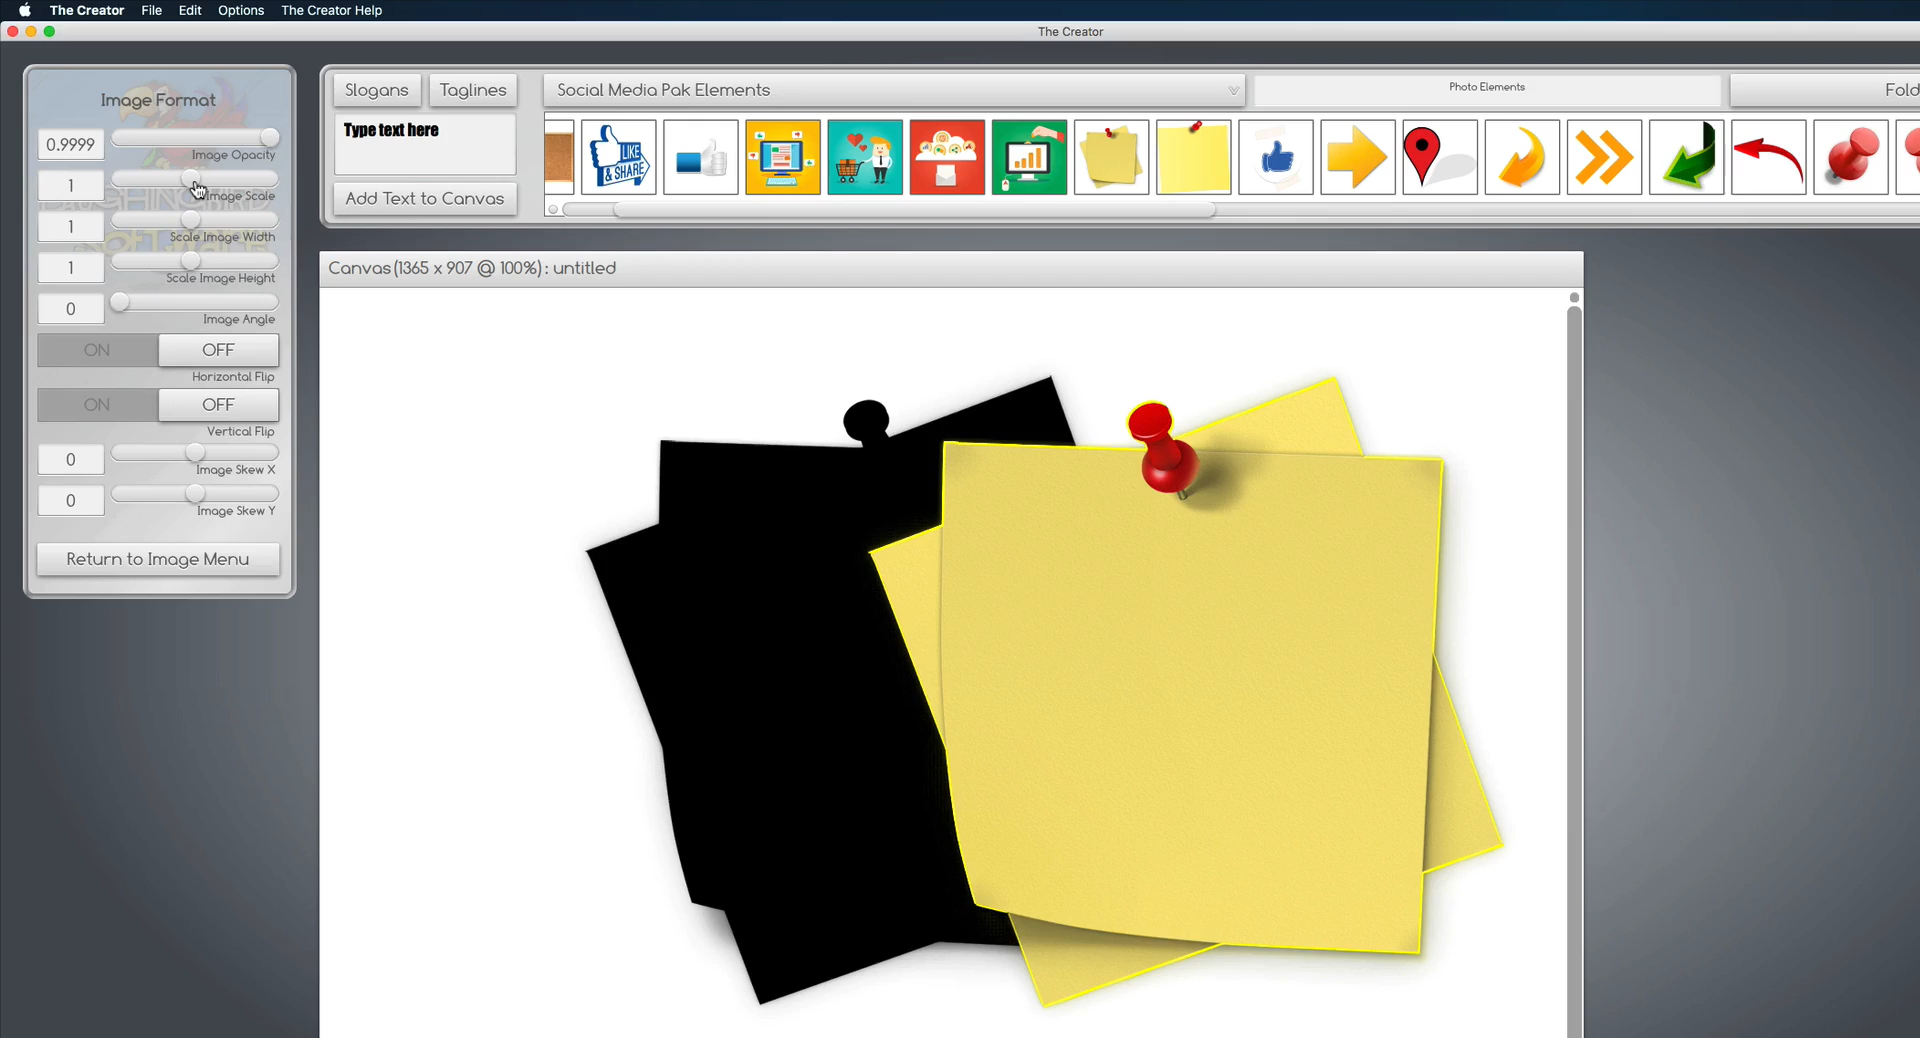 The Creator File Edit Options The Creator Help
The Creator
Image Format
0.9999
Image Opacity
1
Image Scale
1
Scale Image Width
1
Scale Image Height
0
Image Angle
ON OFF
Horizontal Flip
ON OFF
Vertical Flip
0
Image Skew X
0
Image Skew Y
Return to Image Menu
Slogans Taglines
Type text here
Add Text to Canvas
Social Media Pak Elements
Photo Elements
Fold
LIKE
& SHARE
Canvas(1365 x 907 @ 100%) : untitled